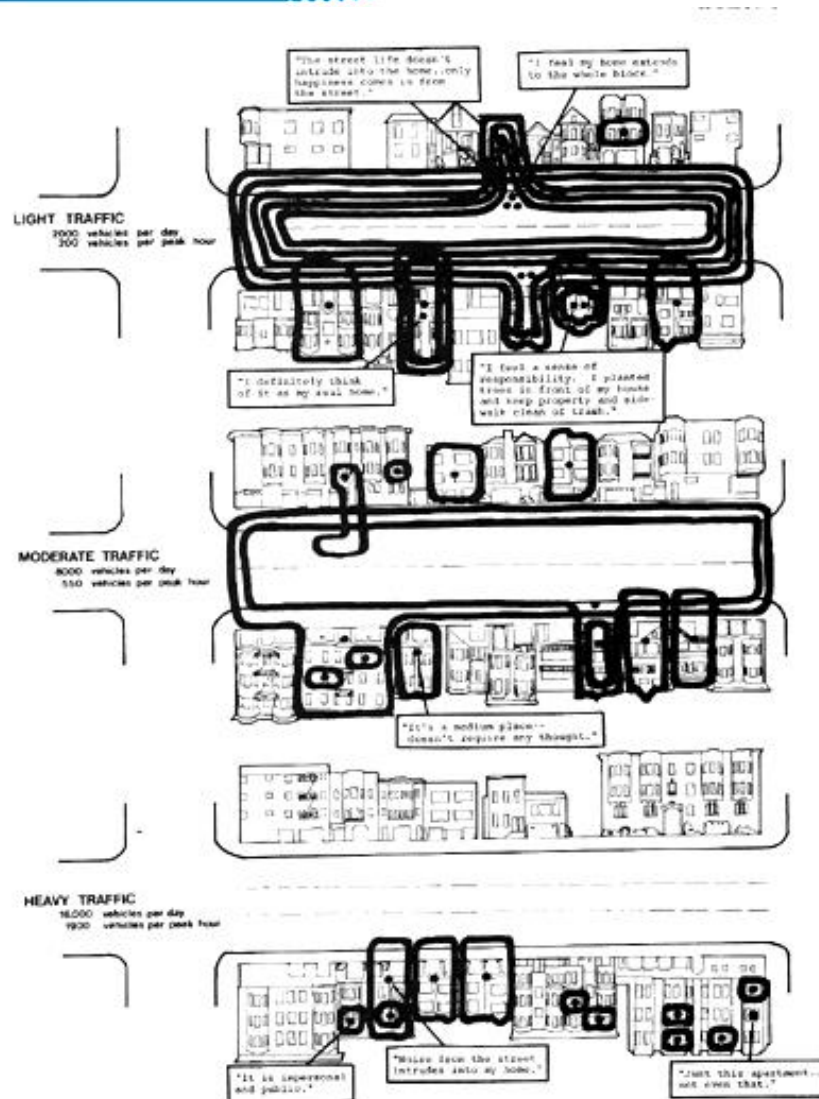 "The street life doesn't
intrude into the home..only
happiness comes in from
the street."
"I feel my home extends
to the whole block."
LIGHT TRAFFIC
2000 vehicles per day
200 vehicles per peak hour
"I definitely think
of it as my real home."
"I feel a sense of
responsibility. I planted
trees in front of my house
and keep property and side-
walk clean of trash."
MODERATE TRAFFIC
8000 vehicles per day
550 vehicles per peak hour
"It's a medium place--
doesn't require any thought."
HEAVY TRAFFIC
16,000 vehicles per day
1900 vehicles per peak hour
"It is impersonal
and public."
"Noise from the street
intrudes into my home."
"Just this apartment..
not even that."